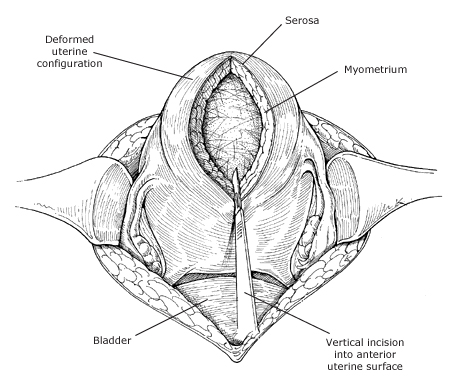 Serosa
Deformed
uterine
configuration
Myometrium
Bladder
Vertical incision
into anterior
uterine surface